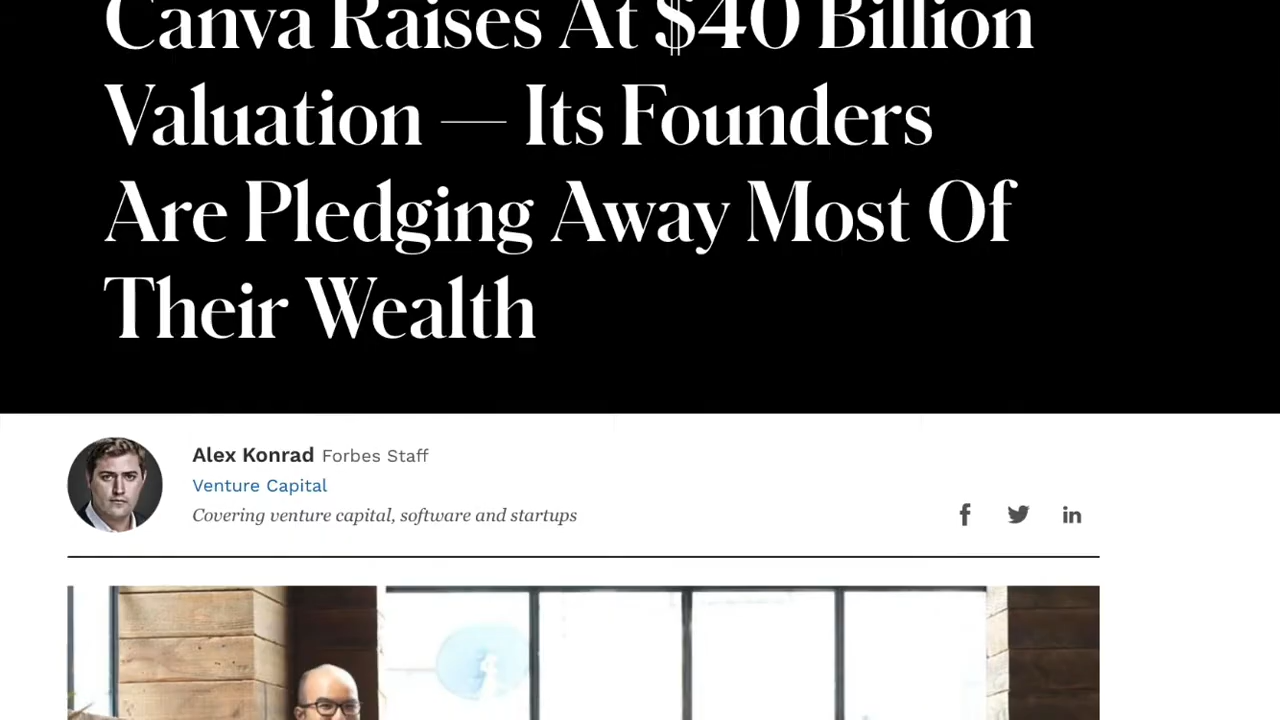 Canva Raises At $40 Billion
Valuation — Its Founders
Are Pledging Away Most Of
Their Wealth
Alex Konrad Forbes Staff
Venture Capital
Covering venture capital, software and startups